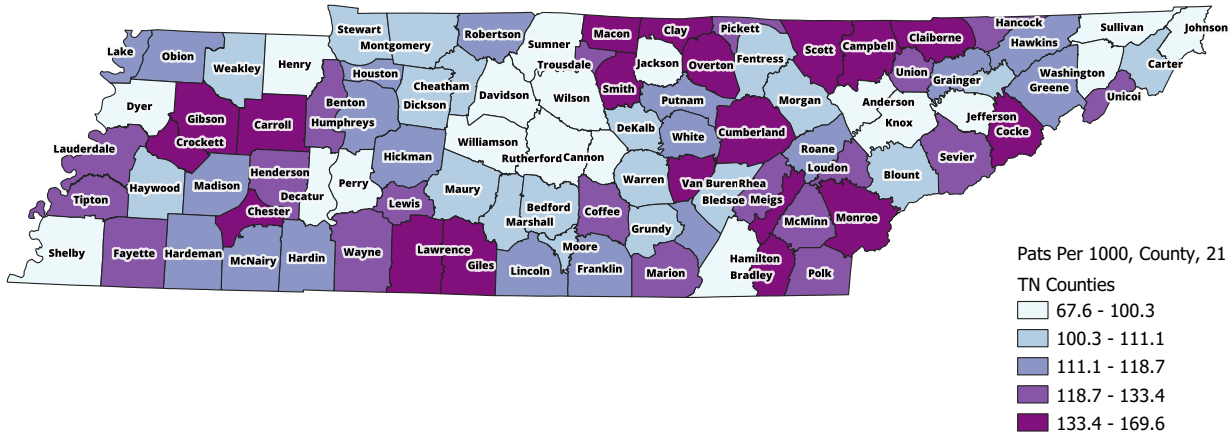 Stewart
Montgomery
Robertson
Sumner
Macon
Clay
Pickett
Scott
Campbell
Claiborne
Hancock
Hawkins
Sullivan
Johnson
Lake
Obion
Weakley
Henry
Houston
Cheatham
Dickson
Davidson
Trousdale
Wilson
Smith
Jackson
Overton
Fentress
Morgan
Union
Grainger
Washington
Greene
Carter
Unicoi
Dyer
Gibson
Crockett
Carroll
Benton
Humphreys
Putnam
DeKalb
White
Cumberland
Anderson
Knox
Jefferson
Cocke
Lauderdale
Henderson
Decatur
Perry
Hickman
Williamson
Rutherford
Cannon
Roane
Loudon
Sevier
Tipton
Haywood
Madison
Chester
Lewis
Maury
Bedford
Marshall
Coffee
Warren
Van Buren
Rhea
Bledsoe
Meigs
Blount
Monroe
McMinn
Shelby
Fayette
Hardeman
McNairy
Hardin
Wayne
Lawrence
Giles
Lincoln
Moore
Franklin
Grundy
Marion
Hamilton
Bradley
Polk
Pats Per 1000, County, 21
TN Counties
67.6 - 100.3
100.3 - 111.1
111.1 - 118.7
118.7 - 133.4
133.4 - 169.6